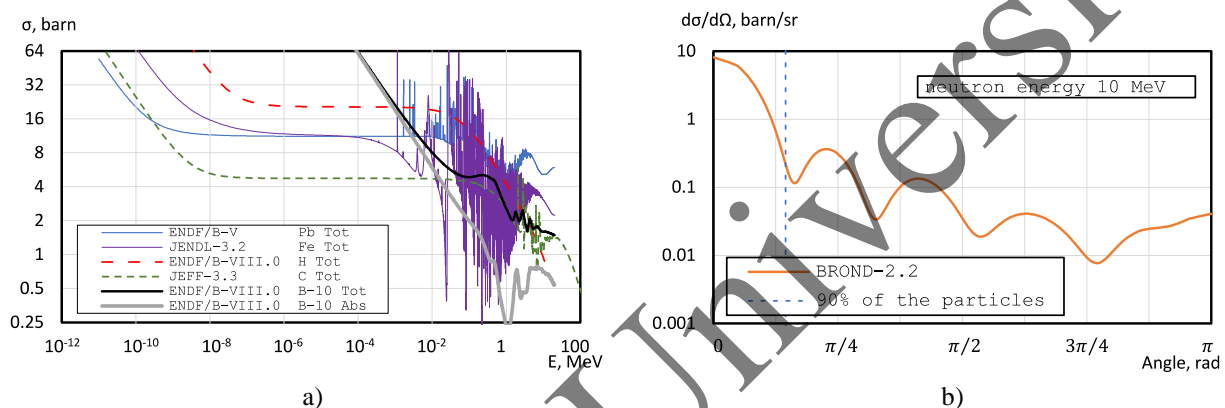 σ, barn
64
32
16
8
4
2
1
0.5
0.25
ENDF/B-V Pb Tot
JENDL-3.2 Fe Tot
ENDF/B-VIII.0 H Tot
JEFF-3.3 C Tot
ENDF/B-VIII.0 B-10 Tot
ENDF/B-VIII.0 B-10 Abs
10⁻¹² 10⁻¹⁰ 10⁻⁸ 10⁻⁶ 10⁻⁴ 10⁻² 1 100
E, MeV
a)
dσ/dΩ, barn/sr
10
1
0.1
0.01
0.001
neutron energy 10 MeV
BROND-2.2
90% of the particles
0 π/4 π/2 3π/4 π
Angle, rad
b)
Universi